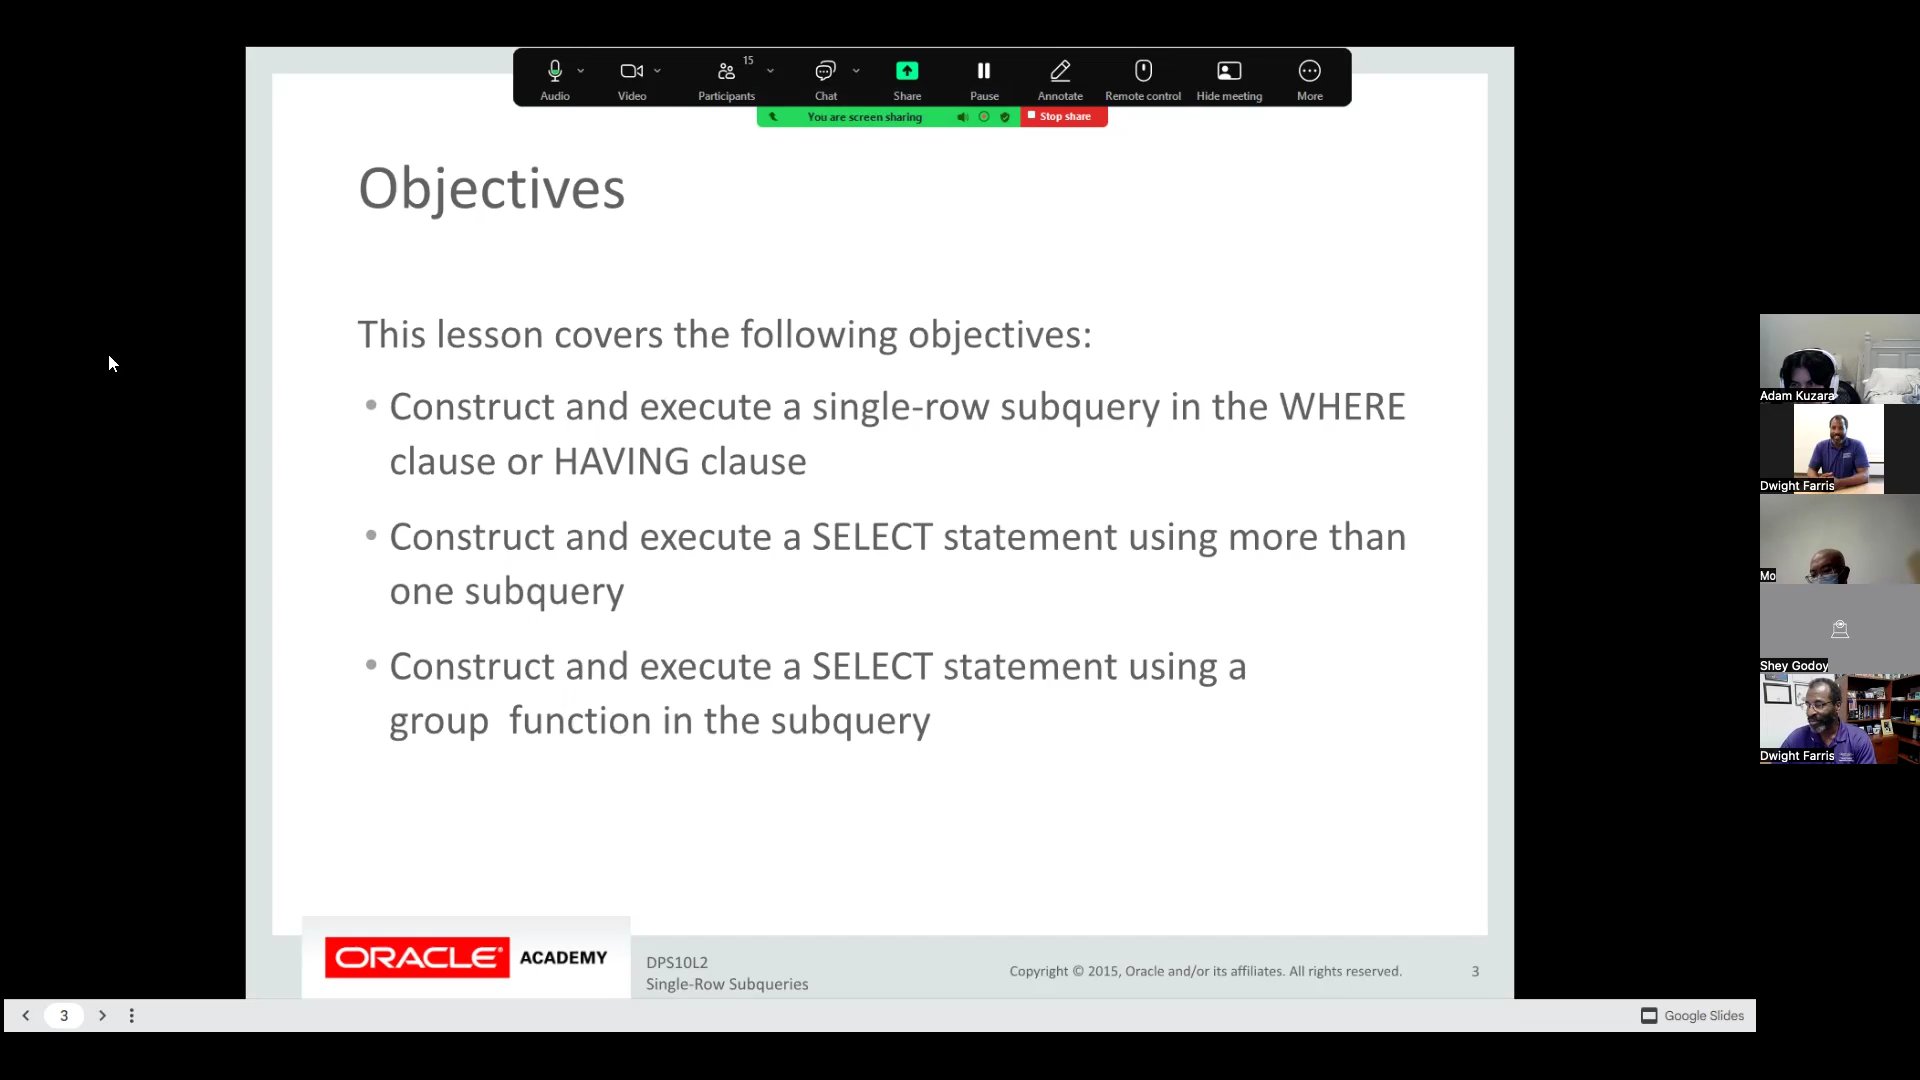 15
Audio
Video
Participants
Chat
Share
Pause
Annotate
Remote control
Hide meeting
More
You are screen sharing
Stop share
Objectives
This lesson covers the following objectives:
• Construct and execute a single-row subquery in the WHERE
clause or HAVING clause
• Construct and execute a SELECT statement using more than
one subquery
• Construct and execute a SELECT statement using a
group  function in the subquery
ORACLE® ACADEMY
DPS10L2
Single-Row Subqueries
Copyright © 2015, Oracle and/or its affiliates. All rights reserved.
3
Adam Kuzara
Dwight Farris
Mo
Shey Godoy
Dwight Farris
3
Google Slides